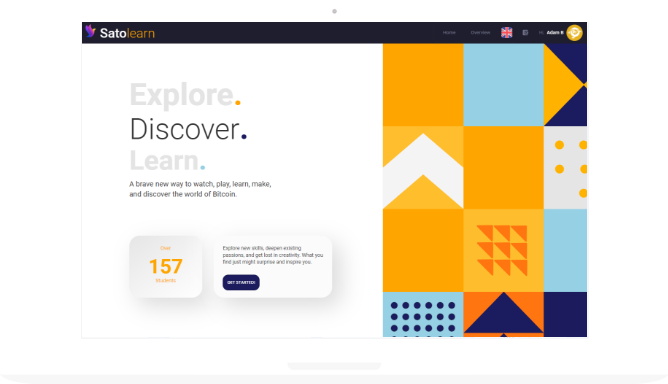 Satolearn
Home
Overview
Hi
Adam B
Explore.
Discover.
Learn.
A brave new way to watch, play, learn, make,
and discover the world of Bitcoin.
Over
157
Students
Explore new skills, deepen existing
passions, and get lost in creativity. What you
find just might surprise and inspire you.
GET STARTED!